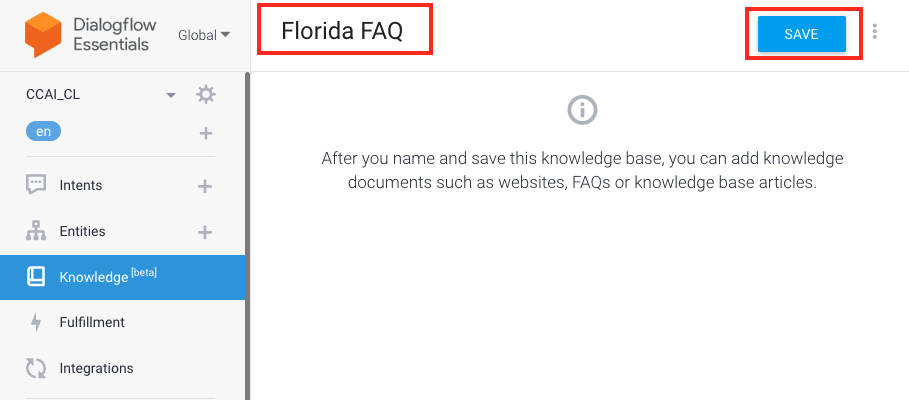 Dialogflow
Essentials
Global
Florida FAQ
SAVE
CCAI_CL
en
After you name and save this knowledge base, you can add knowledge
documents such as websites, FAQs or knowledge base articles.
Intents
Entities
Knowledge [beta]
Fulfillment
Integrations